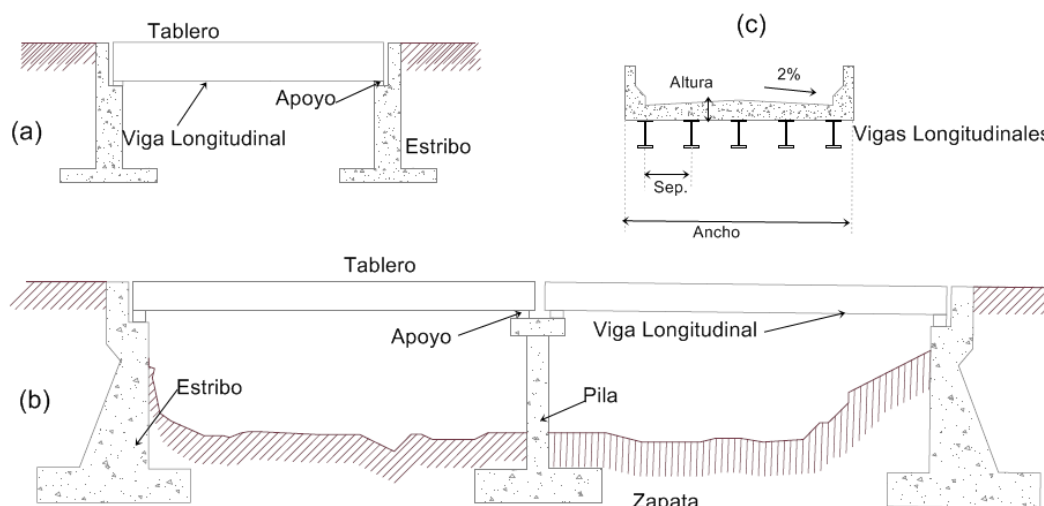 Tablero
Apoyo
Viga Longitudinal
Estribo
(a)
(c)
Altura
2%
Vigas Longitudinales
Sep.
Ancho
Tablero
Apoyo
Viga Longitudinal
Estribo
Pila
(b)
Zapata